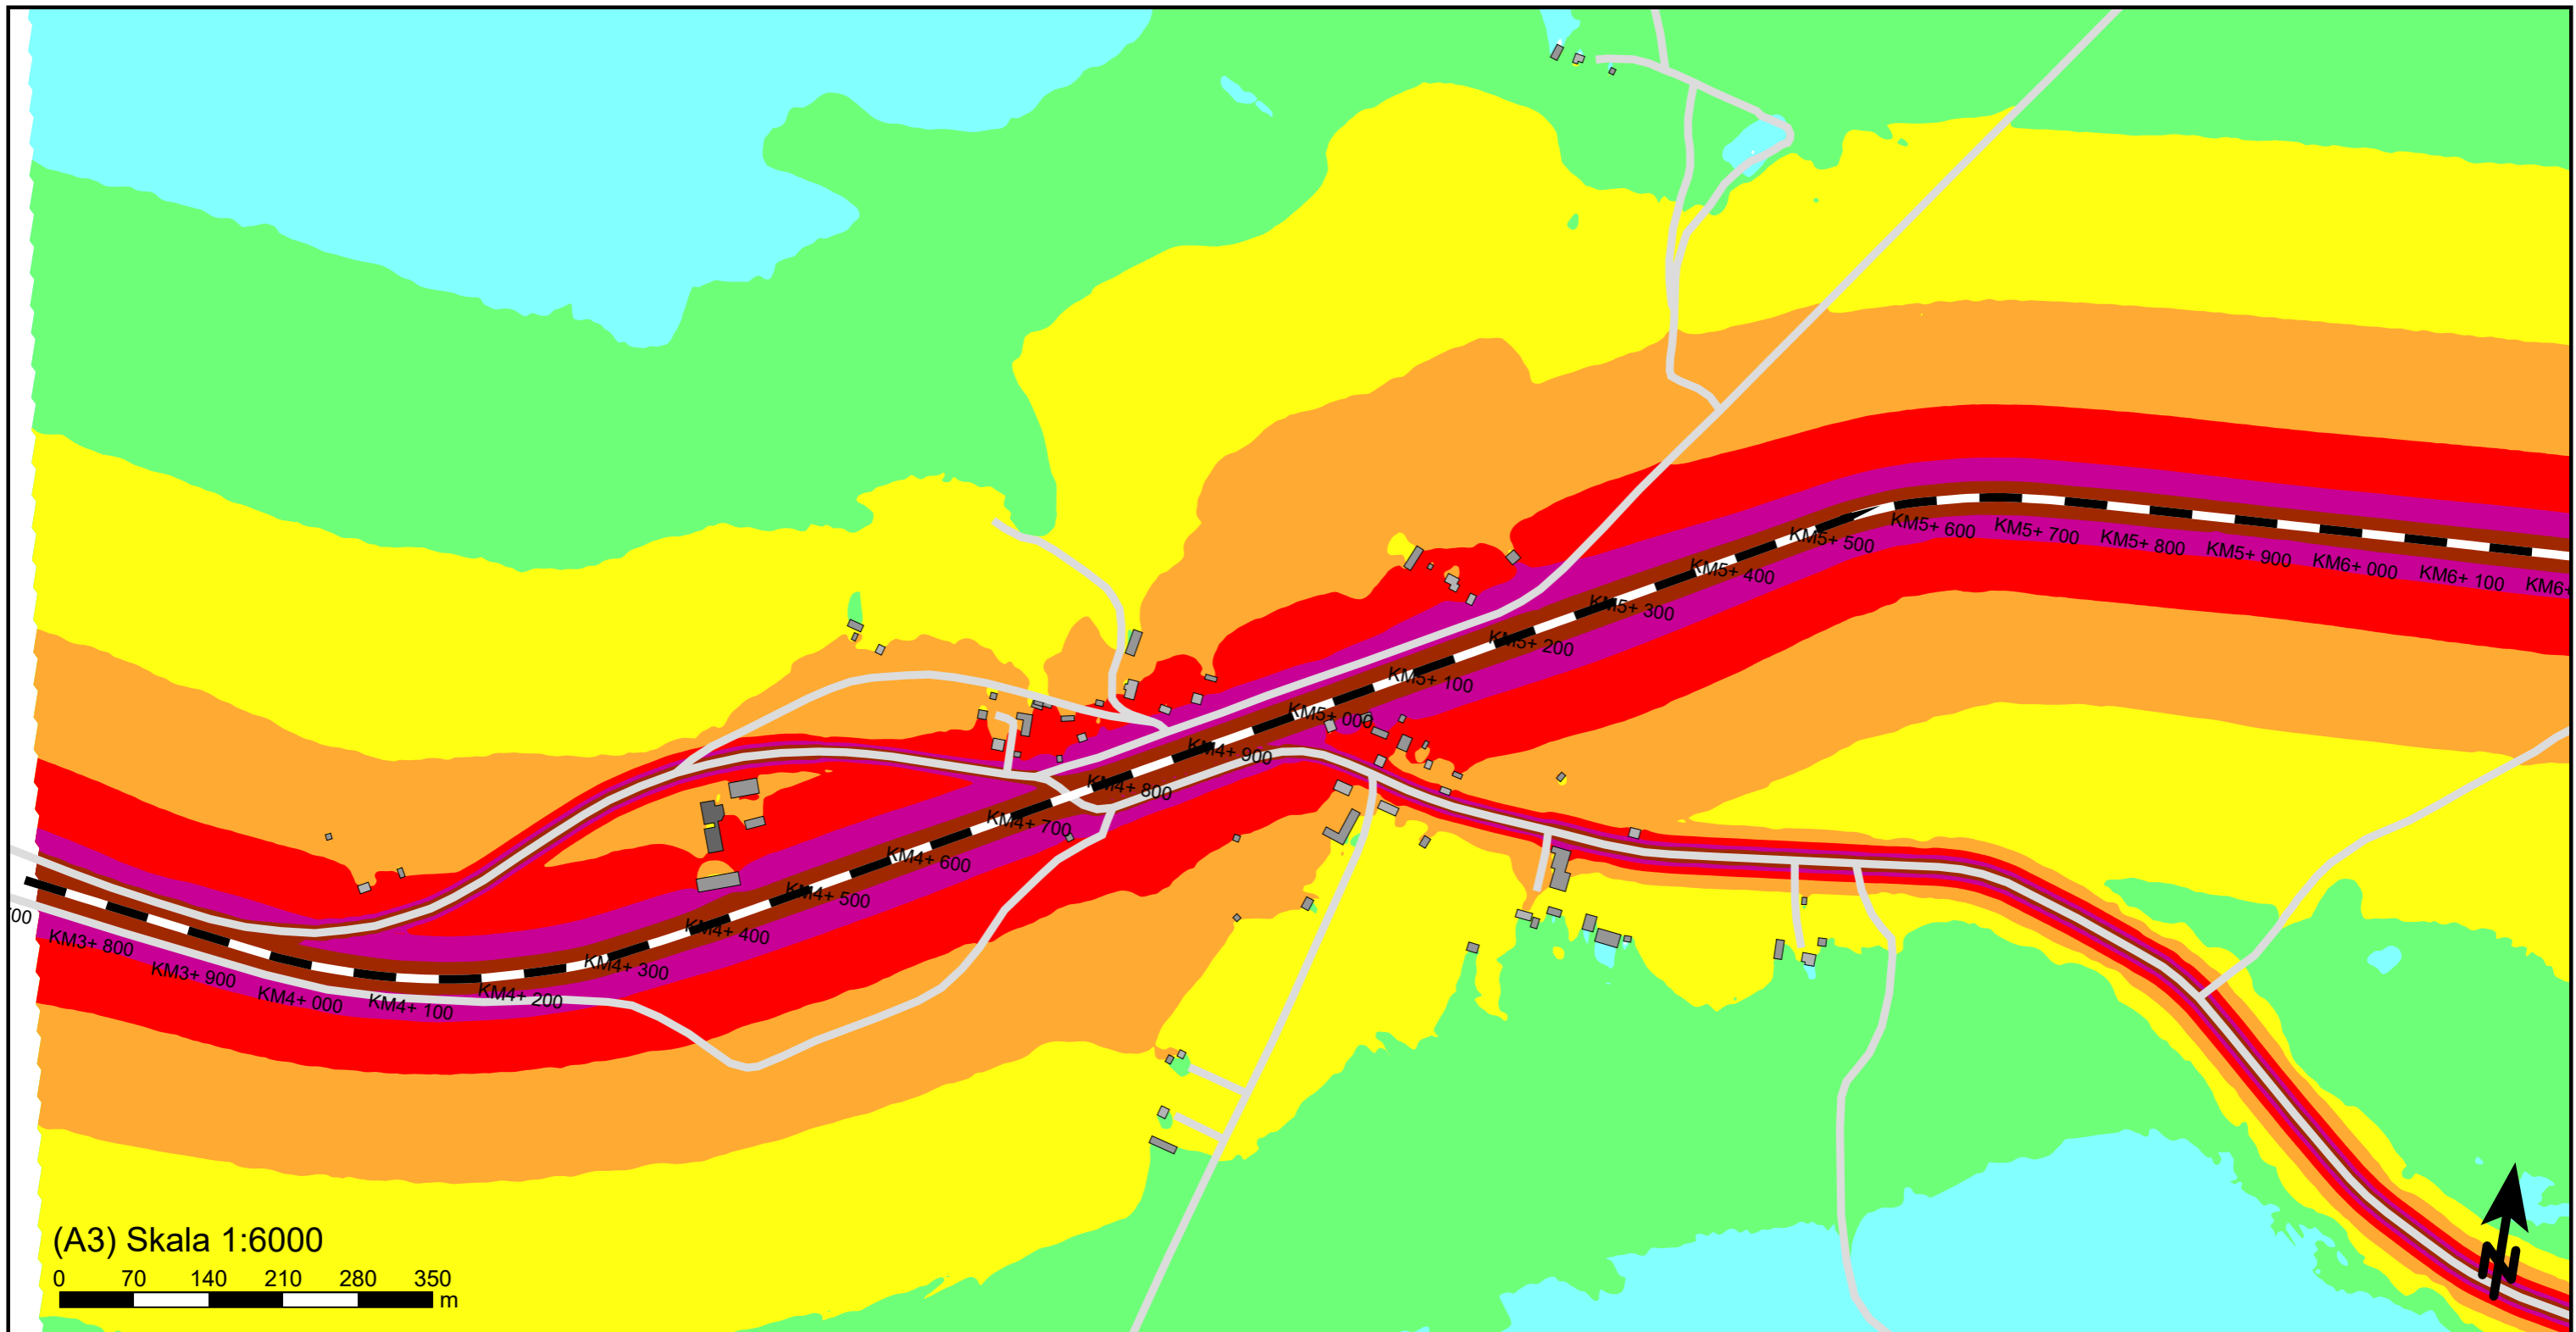 KM5+ 600
KM5+ 700
KM5+ 800
KM5+ 900
KM6+ 000
KM6+ 100
KM6+
KM5+ 500
KM5+ 400
KM5+ 300
KM5+ 200
KM5+ 100
KM5+ 000
KM4+ 900
KM4+ 800
KM4+ 700
KM4+ 600
KM4+ 500
KM4+ 400
KM4+ 300
KM4+ 200
KM4+ 100
KM4+ 000
KM3+ 900
KM3+ 800
00
(A3) Skala 1:6000
0 70 140 210 280 350
m
N